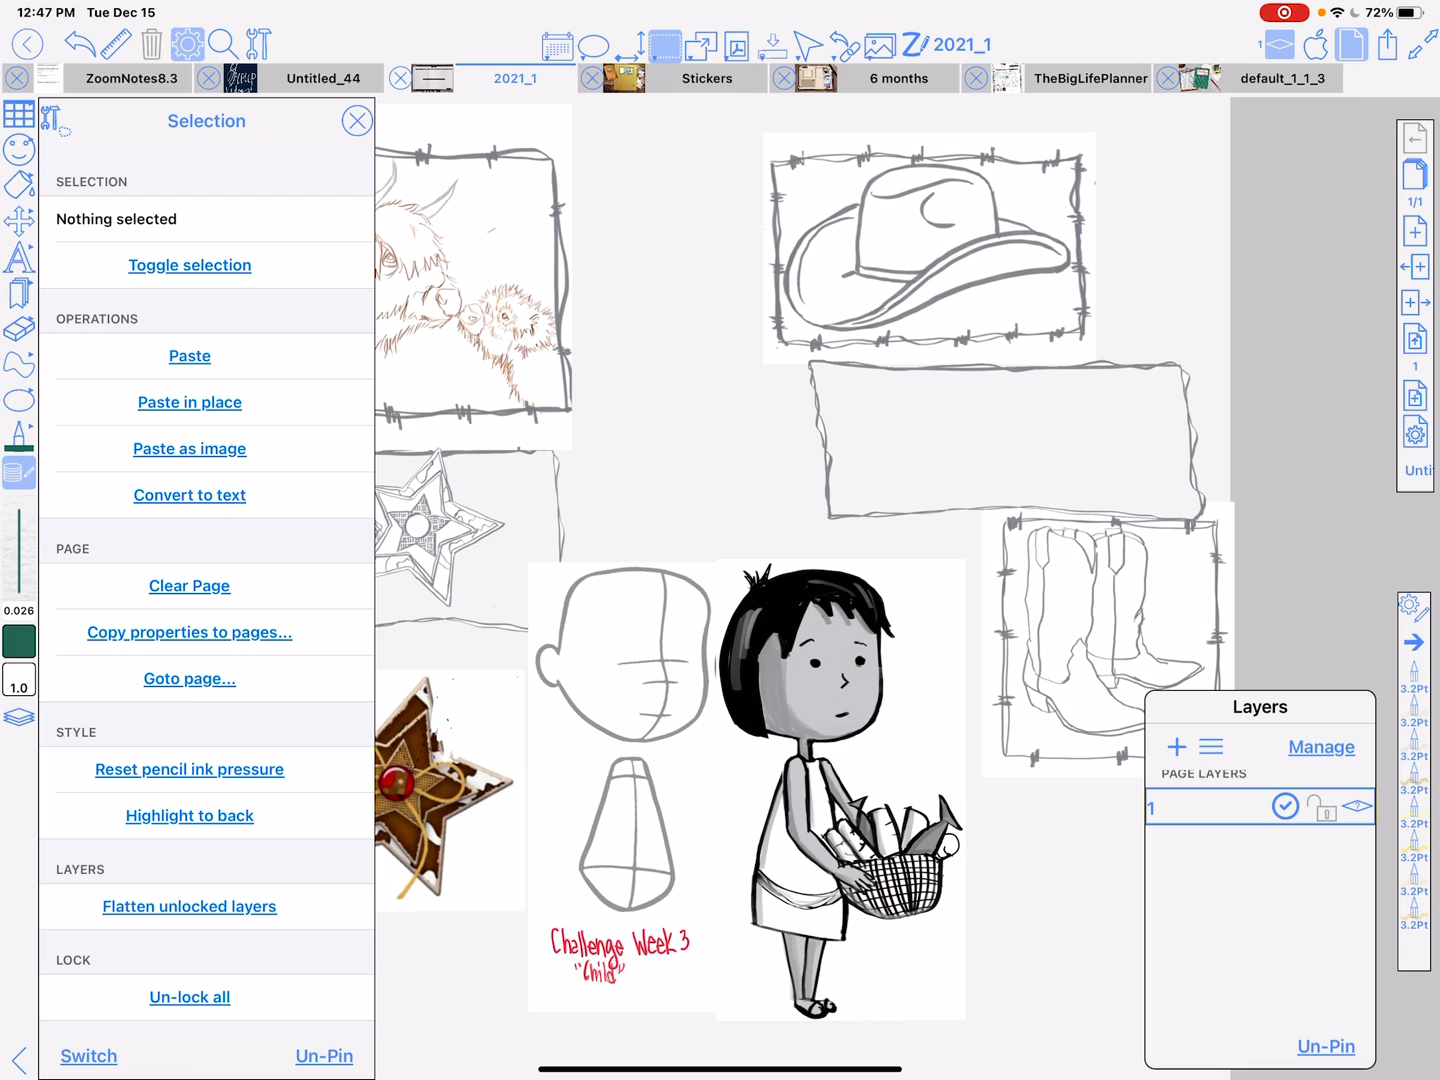 12:47 PM Tue Dec 15
72%
2021_1
1
ZoomNotes8.3
Untitled_44
2021_1
Stickers
6 months
TheBigLifePlanner
default_1_1_3
Selection
SELECTION
Nothing selected
Toggle selection
OPERATIONS
Paste
Paste in place
Paste as image
Convert to text
PAGE
Clear Page
Copy properties to pages...
Goto page...
STYLE
Reset pencil ink pressure
Highlight to back
LAYERS
Flatten unlocked layers
LOCK
Un-lock all
Switch
Un-Pin
0.026
1.0
Challenge Week 3
"Child"
1/1
1
Unti
3.2Pt
3.2Pt
3.2Pt
3.2Pt
3.2Pt
3.2Pt
3.2Pt
3.2Pt
Layers
Manage
PAGE LAYERS
1
Un-Pin